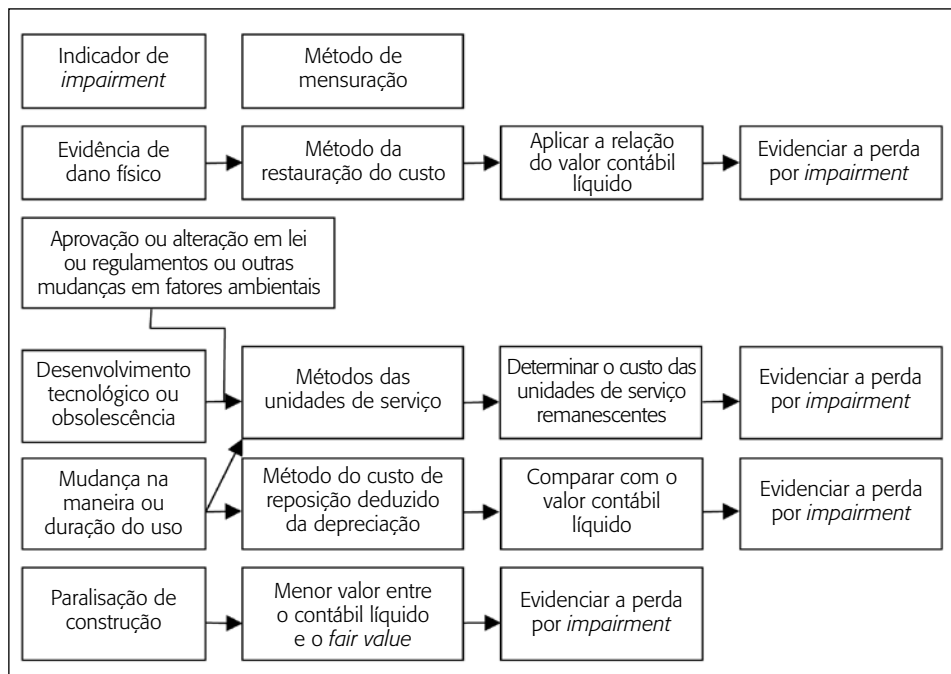 Indicador de
impairment
Método de
mensuração
Evidência de
dano físico
Método da
restauração do custo
Aplicar a relação
do valor contábil
líquido
Evidenciar a perda
por impairment
Aprovação ou alteração em lei
ou regulamentos ou outras
mudanças em fatores ambientais
Desenvolvimento
tecnológico ou
obsolescência
Métodos das
unidades de serviço
Determinar o custo das
unidades de serviço
remanescentes
Evidenciar a perda
por impairment
Mudança na
maneira ou
duração do uso
Método do custo de
reposição deduzido
da depreciação
Comparar com o
valor contábil
líquido
Evidenciar a perda
por impairment
Paralisação de
construção
Menor valor entre
o contábil líquido
e o fair value
Evidenciar a perda
por impairment